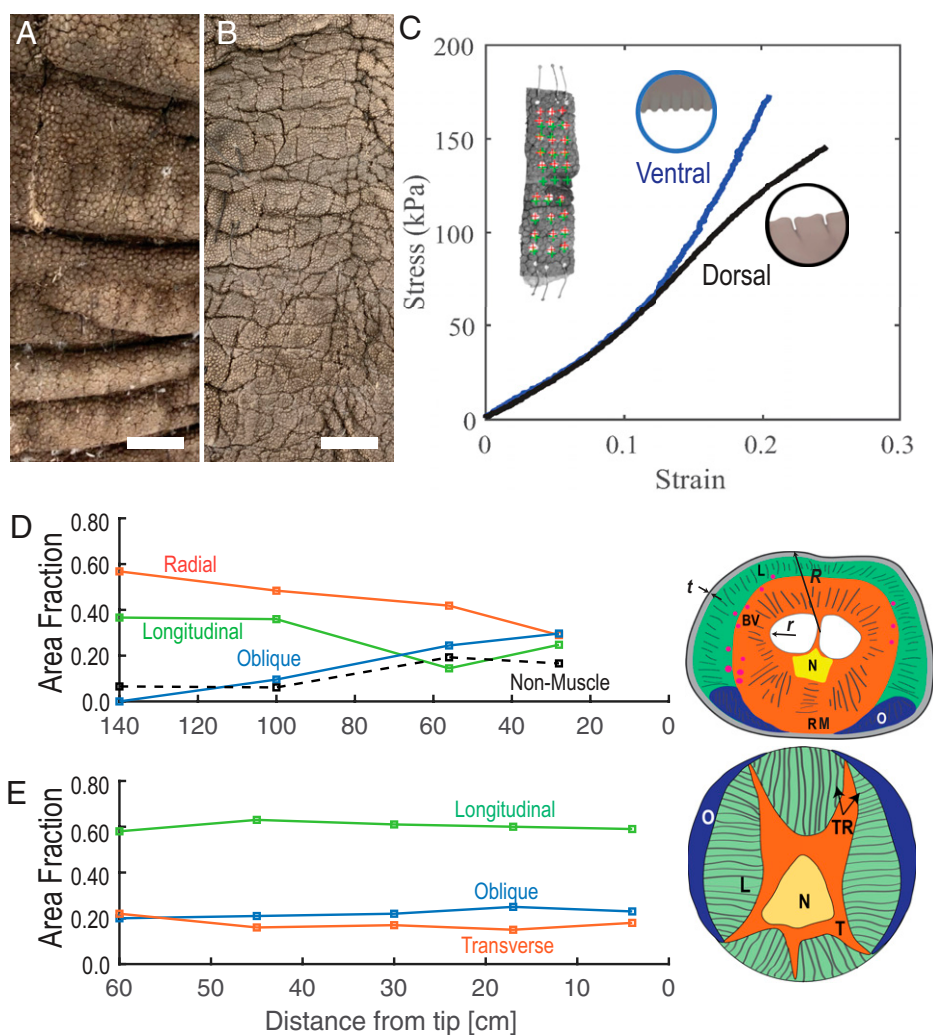 A
B
C
200
150
100
50
0
Stress (kPa)
Ventral
Dorsal
0
0.1
0.2
0.3
Strain
D
0.80
0.60
0.40
0.20
0.0
Area Fraction
Radial
Longitudinal
Oblique
Non-Muscle
140
120
100
80
60
40
20
0
t
L
R
BV
r
N
RM
O
E
0.80
0.60
0.40
0.20
0.0
Area Fraction
Longitudinal
Oblique
Transverse
60
50
40
30
20
10
0
Distance from tip [cm]
O
TR
L
N
T